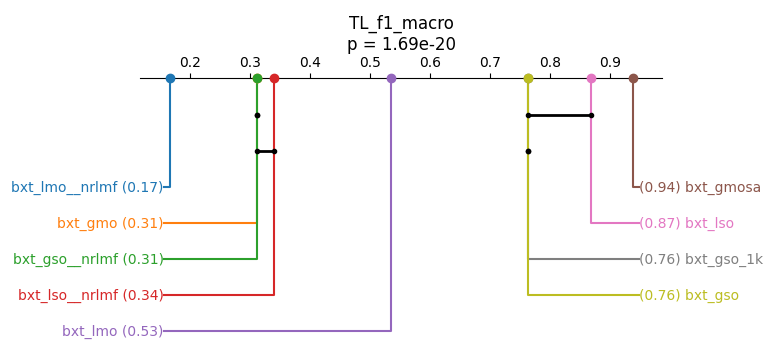 TL_f1_macro
p = 1.69e-20
0.2 0.3 0.4 0.5 0.6 0.7 0.8 0.9
bxt_lmo__nrlmf (0.17)
(0.94) bxt_gmosa
bxt_gmo (0.31)
(0.87) bxt_lso
bxt_gso__nrlmf (0.31)
(0.76) bxt_gso_1k
bxt_lso__nrlmf (0.34)
(0.76) bxt_gso
bxt_lmo (0.53)